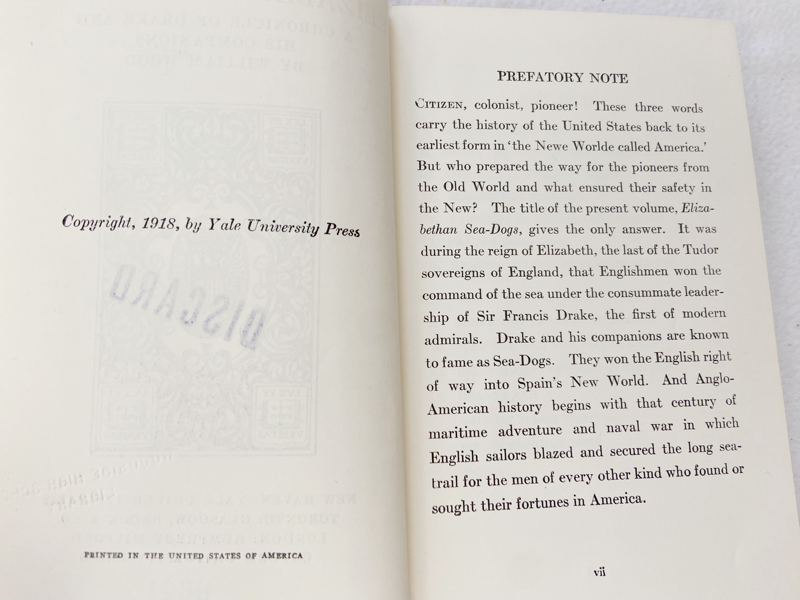 Copyright, 1918, by Yale University Press
DISCARD
PRINTED IN THE UNITED STATES OF AMERICA
PREFATORY NOTE
CITIZEN, colonist, pioneer! These three words
carry the history of the United States back to its
earliest form in 'the Newe Worlde called America.'
But who prepared the way for the pioneers from
the Old World and what ensured their safety in
the New? The title of the present volume, Eliza-
bethan Sea-Dogs, gives the only answer. It was
during the reign of Elizabeth, the last of the Tudor
sovereigns of England, that Englishmen won the
command of the sea under the consummate leader-
ship of Sir Francis Drake, the first of modern
admirals. Drake and his companions are known
to fame as Sea-Dogs. They won the English right
of way into Spain's New World. And Anglo-
American history begins with that century of
maritime adventure and naval war in which
English sailors blazed and secured the long sea-
trail for the men of every other kind who found or
sought their fortunes in America.
vii